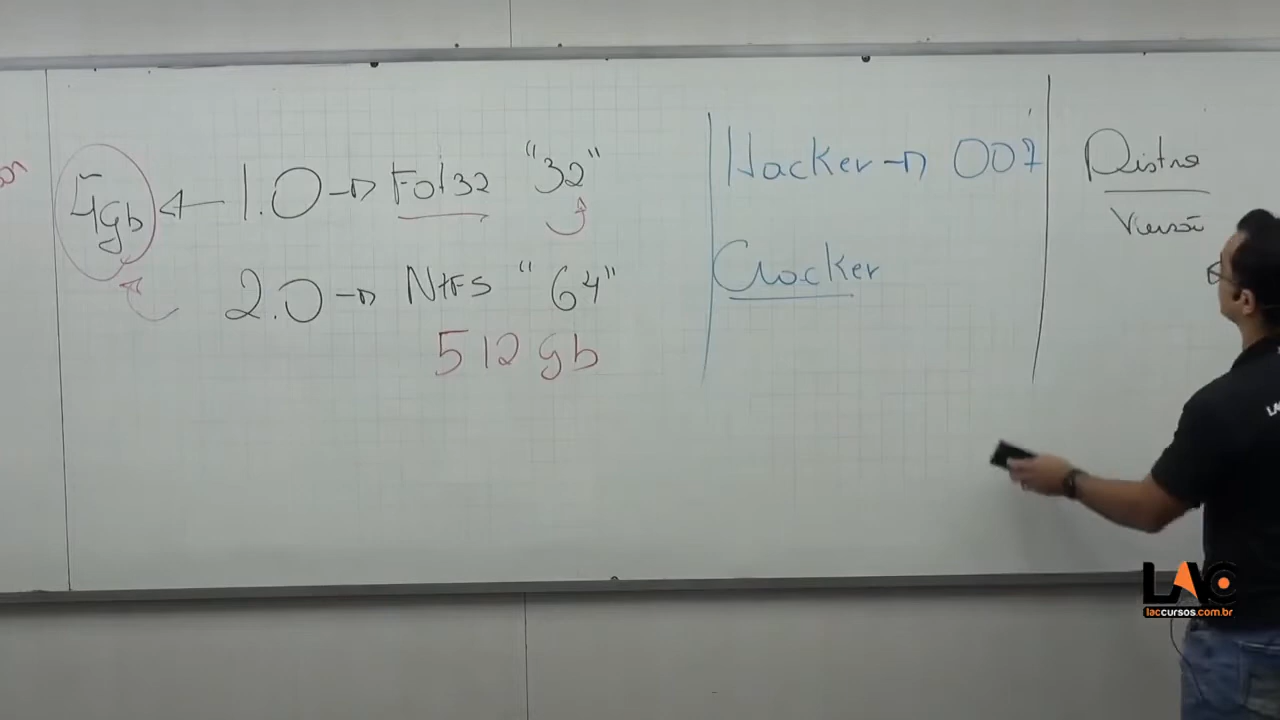 4gb ← 1.0 → Fat32 "32"
2.0 → Ntfs "64"
512 gb
Hacker → 007
Cracker
Distro
Versão
LAC
laccursos.com.br